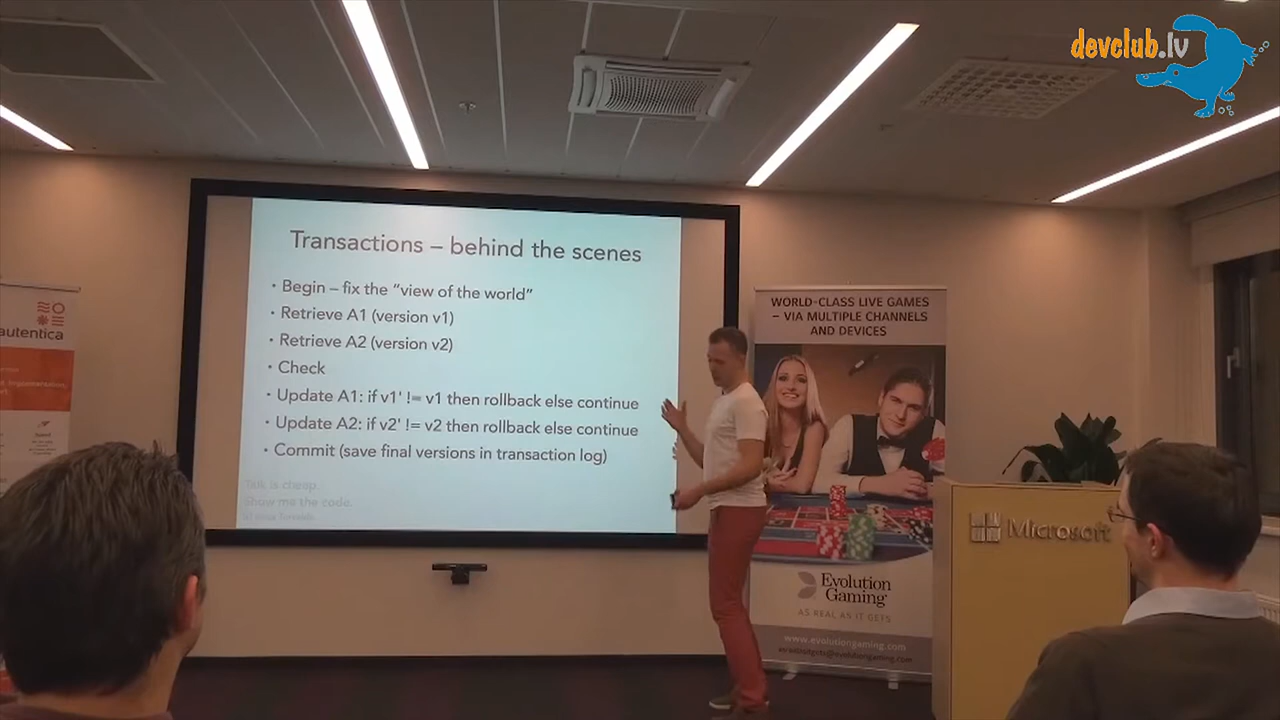 devclub.lv
Transactions – behind the scenes
• Begin – fix the “view of the world”
• Retrieve A1 (version v1)
• Retrieve A2 (version v2)
• Check
• Update A1: if v1' != v1 then rollback else continue
• Update A2: if v2' != v2 then rollback else continue
• Commit (save final versions in transaction log)
Talk is cheap.
Show me the code.
autentica
WORLD-CLASS LIVE GAMES
– VIA MULTIPLE CHANNELS
AND DEVICES
Evolution
Gaming
AS REAL AS IT GETS
www.evolutiongaming.com
Microsoft